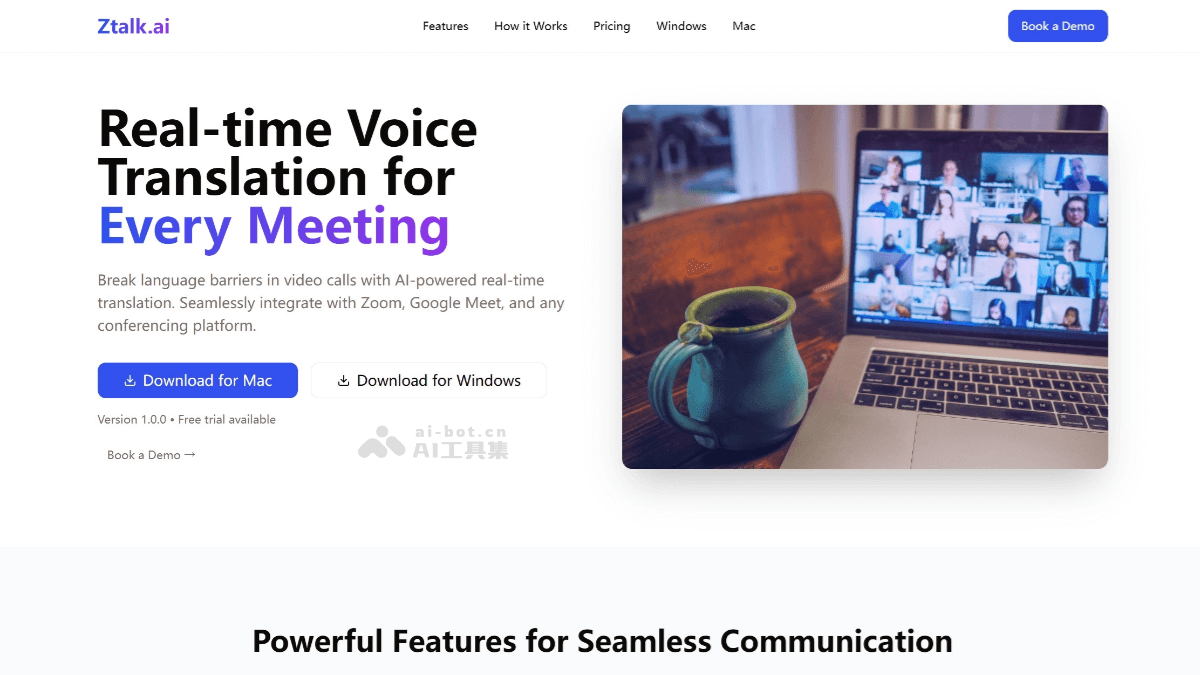 Ztalk.ai
Features
How it Works
Pricing
Windows
Mac
Book a Demo
Real-time Voice
Translation for
Every Meeting
Break language barriers in video calls with AI-powered real-time
translation. Seamlessly integrate with Zoom, Google Meet, and any
conferencing platform.
Download for Mac
Download for Windows
Version 1.0.0 • Free trial available
Book a Demo →
ai-bot.cn
AI工具集
Powerful Features for Seamless Communication